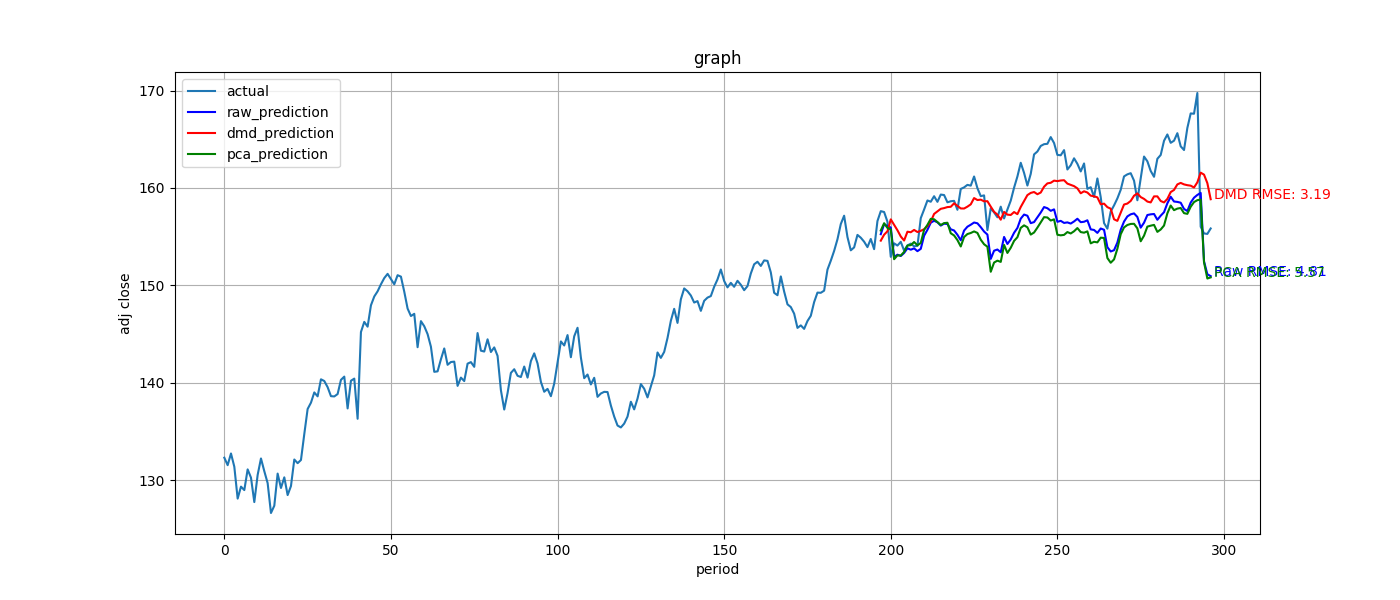 graph
actual
raw_prediction
dmd_prediction
pca_prediction
adj close
170
160
150
140
130
0
50
100
150
200
250
300
period
DMD RMSE: 3.19